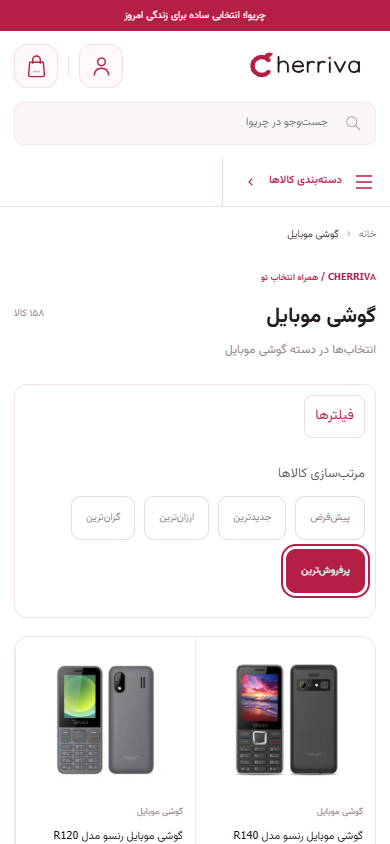 چریوا؛ انتخابی ساده برای زندگی امروز
Cherriva
جست‌وجو در چریوا
دسته‌بندی کالاها
خانه › گوشی موبایل
CHERRIVA / همراه انتخاب تو
گوشی موبایل
۱۵۸ کالا
انتخاب‌ها در دسته گوشی موبایل
فیلترها
مرتب‌سازی کالاها
پیش‌فرض
جدیدترین
ارزان‌ترین
گران‌ترین
پرفروش‌ترین
گوشی موبایل
گوشی موبایل رنسو مدل R140
گوشی موبایل
گوشی موبایل رنسو مدل R120